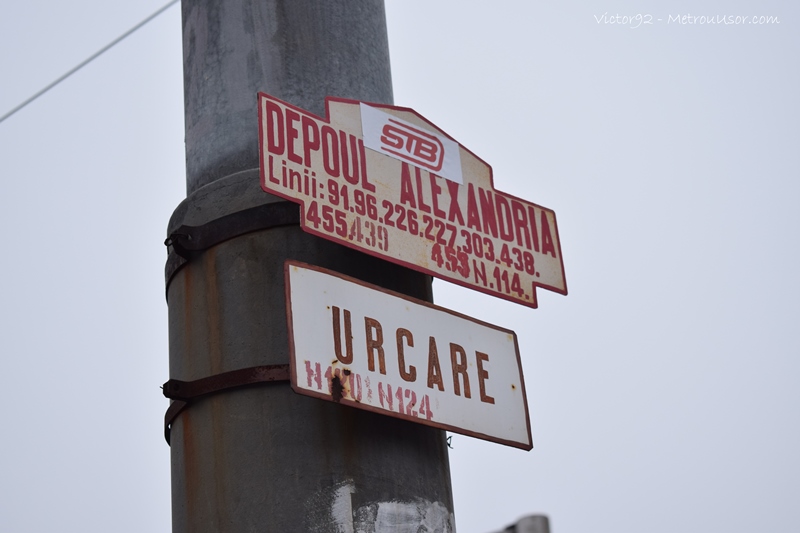 Victor92 - MetrouUsor.com
STB
DEPOUL ALEXANDRIA
Linii: 91.96.226.227.303.438.
455.439 453 N.114.
URCARE
N124